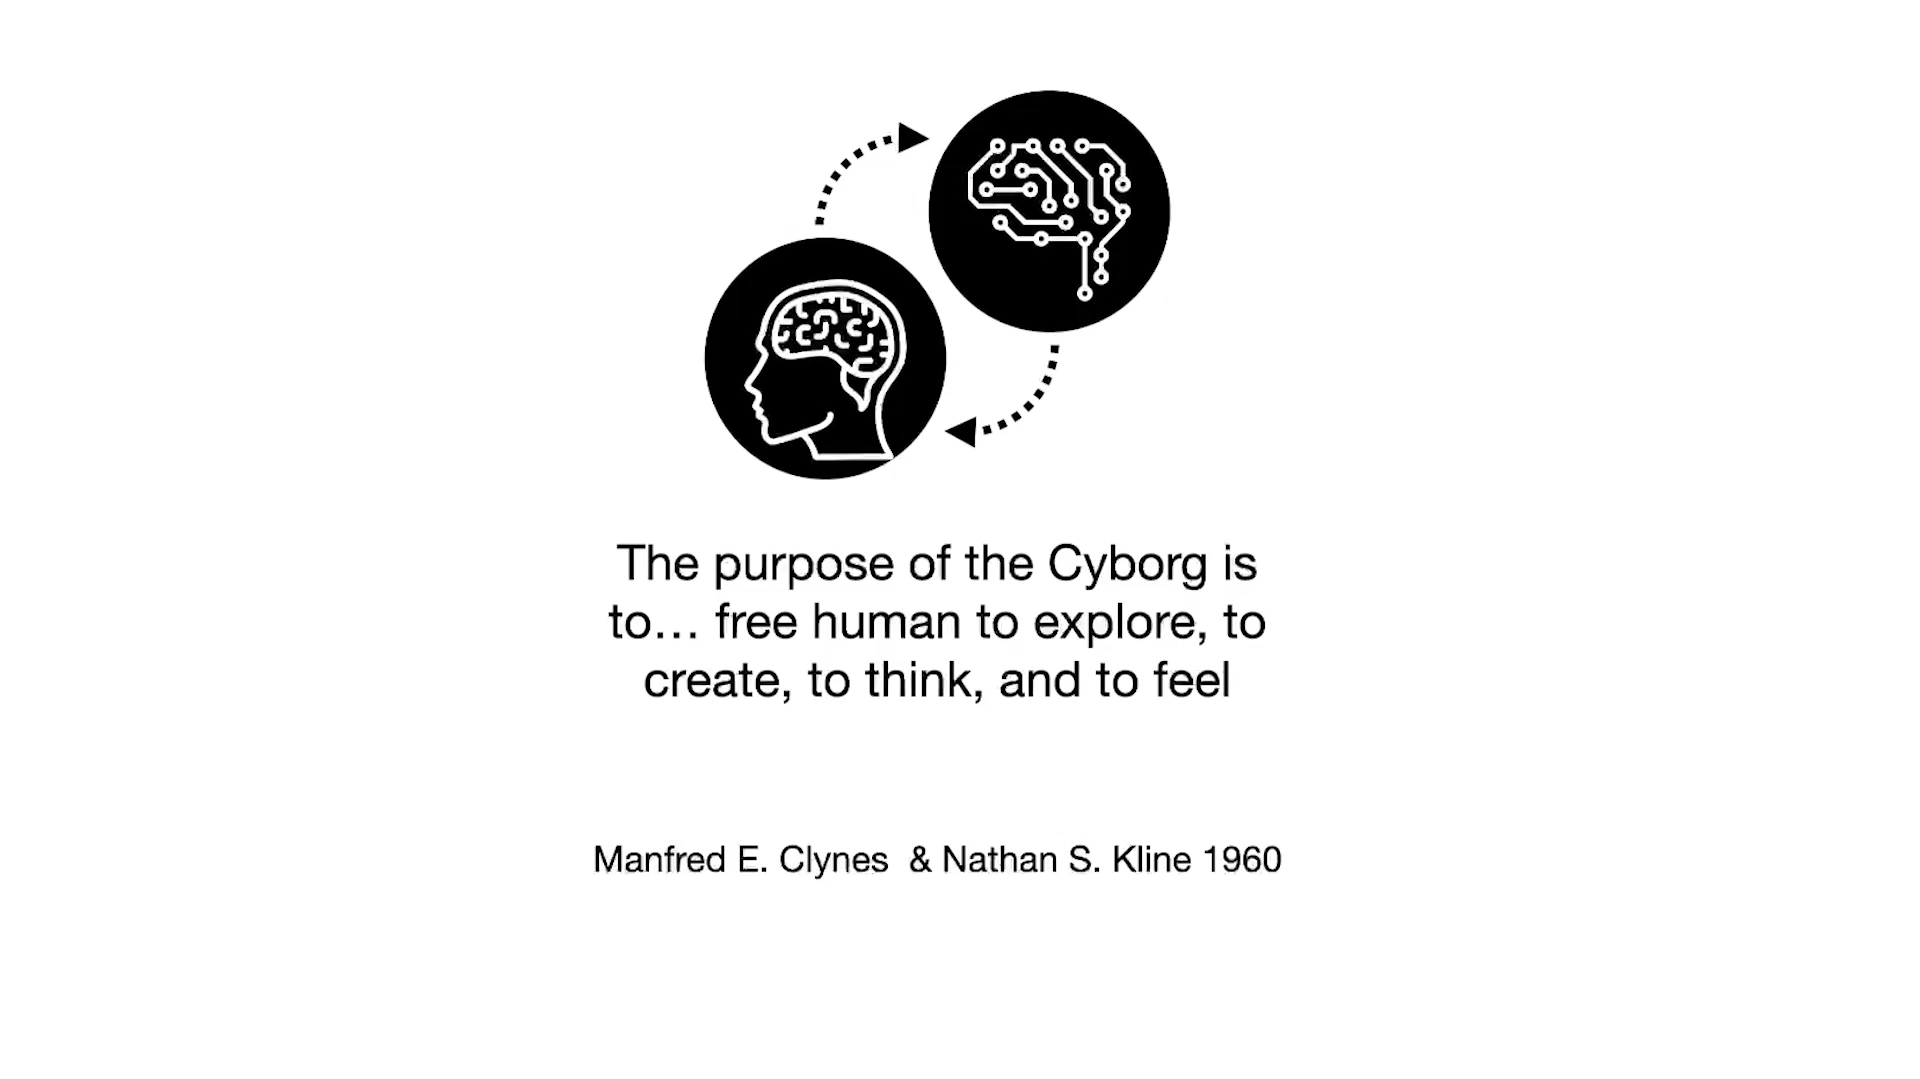 The purpose of the Cyborg is
to… free human to explore, to
create, to think, and to feel
Manfred E. Clynes & Nathan S. Kline 1960